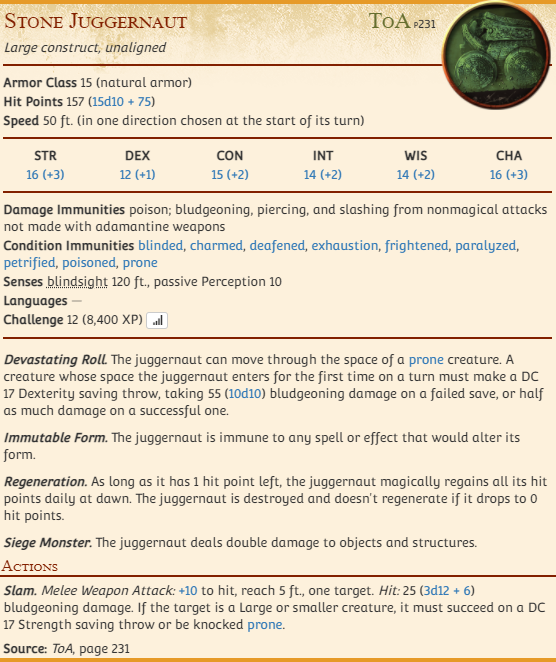 Stone Juggernaut ToA p231
Large construct, unaligned
Armor Class 15 (natural armor)
Hit Points 157 (15d10 + 75)
Speed 50 ft. (in one direction chosen at the start of its turn)
STR DEX CON INT WIS CHA
16 (+3) 12 (+1) 15 (+2) 14 (+2) 14 (+2) 16 (+3)
Damage Immunities poison; bludgeoning, piercing, and slashing from nonmagical attacks
not made with adamantine weapons
Condition Immunities blinded, charmed, deafened, exhaustion, frightened, paralyzed,
petrified, poisoned, prone
Senses blindsight 120 ft., passive Perception 10
Languages —
Challenge 12 (8,400 XP)
Devastating Roll. The juggernaut can move through the space of a prone creature. A
creature whose space the juggernaut enters for the first time on a turn must make a DC
17 Dexterity saving throw, taking 55 (10d10) bludgeoning damage on a failed save, or half
as much damage on a successful one.
Immutable Form. The juggernaut is immune to any spell or effect that would alter its
form.
Regeneration. As long as it has 1 hit point left, the juggernaut magically regains all its hit
points daily at dawn. The juggernaut is destroyed and doesn't regenerate if it drops to 0
hit points.
Siege Monster. The juggernaut deals double damage to objects and structures.
Actions
Slam. Melee Weapon Attack: +10 to hit, reach 5 ft., one target. Hit: 25 (3d12 + 6)
bludgeoning damage. If the target is a Large or smaller creature, it must succeed on a DC
17 Strength saving throw or be knocked prone.
Source: ToA, page 231